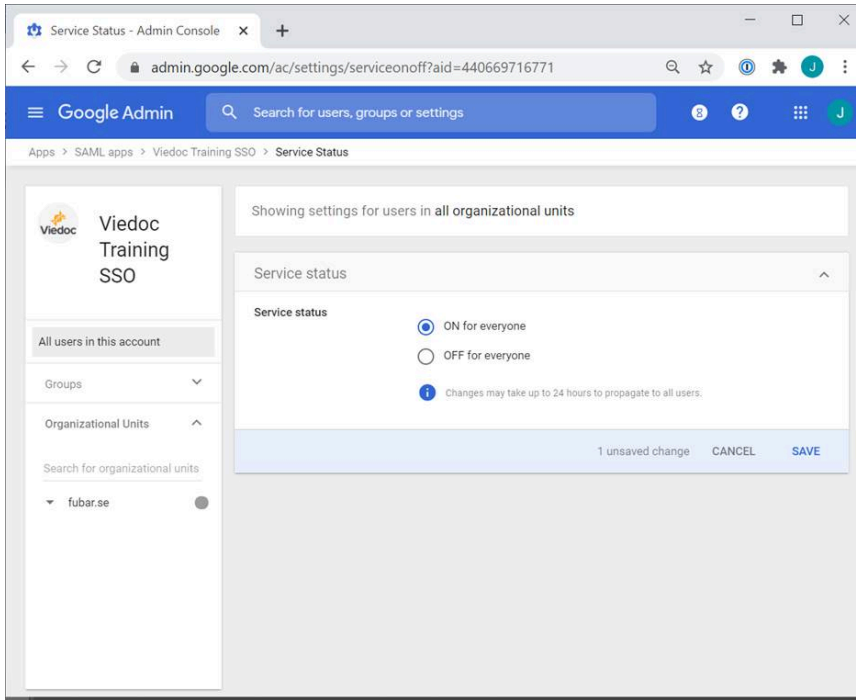 Service Status - Admin Console
admin.google.com/ac/settings/serviceonoff?aid=440669716771
J
Google Admin
Search for users, groups or settings
8
?
J
Apps > SAML apps > Viedoc Training SSO > Service Status
Viedoc
Viedoc
Training
SSO
Showing settings for users in all organizational units
Service status
Service status
ON for everyone
OFF for everyone
Changes may take up to 24 hours to propagate to all users.
1 unsaved change CANCEL SAVE
All users in this account
Groups
Organizational Units
Search for organizational units
fubar.se